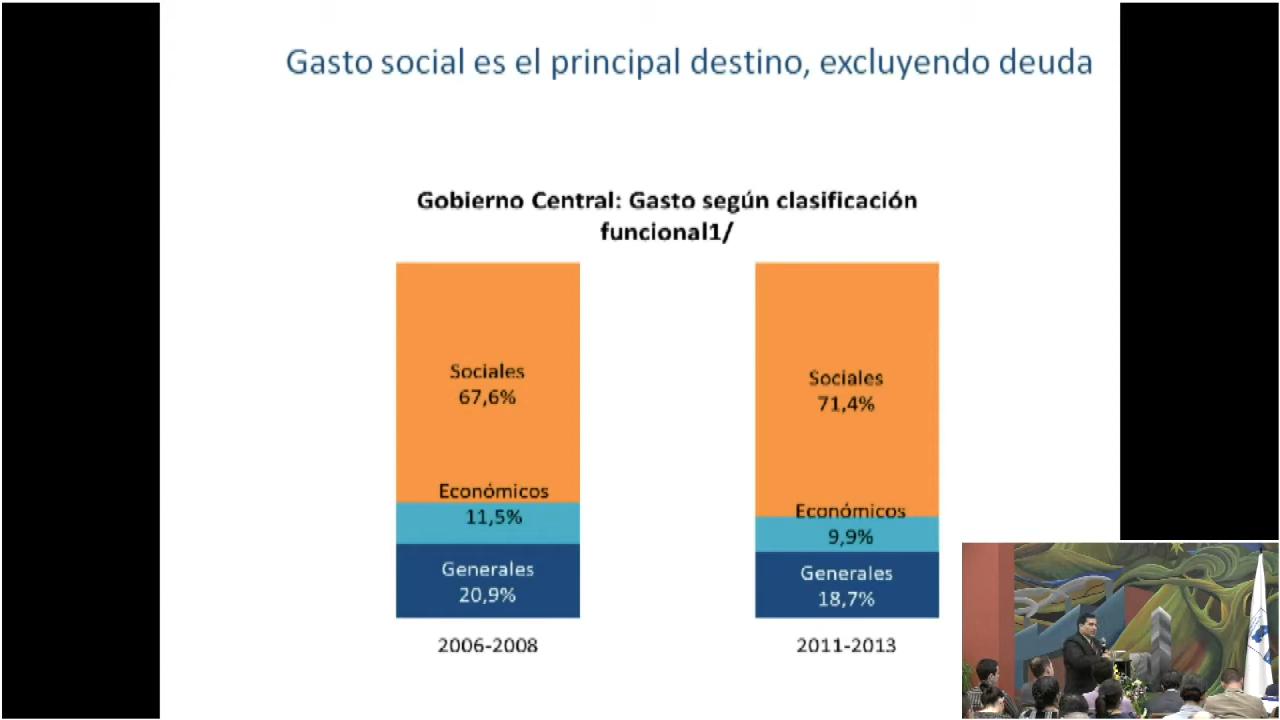 Gasto social es el principal destino, excluyendo deuda
Gobierno Central: Gasto según clasificación
funcional1/
Sociales
67,6%
Económicos
11,5%
Generales
20,9%
2006-2008
Sociales
71,4%
Económicos
9,9%
Generales
18,7%
2011-2013